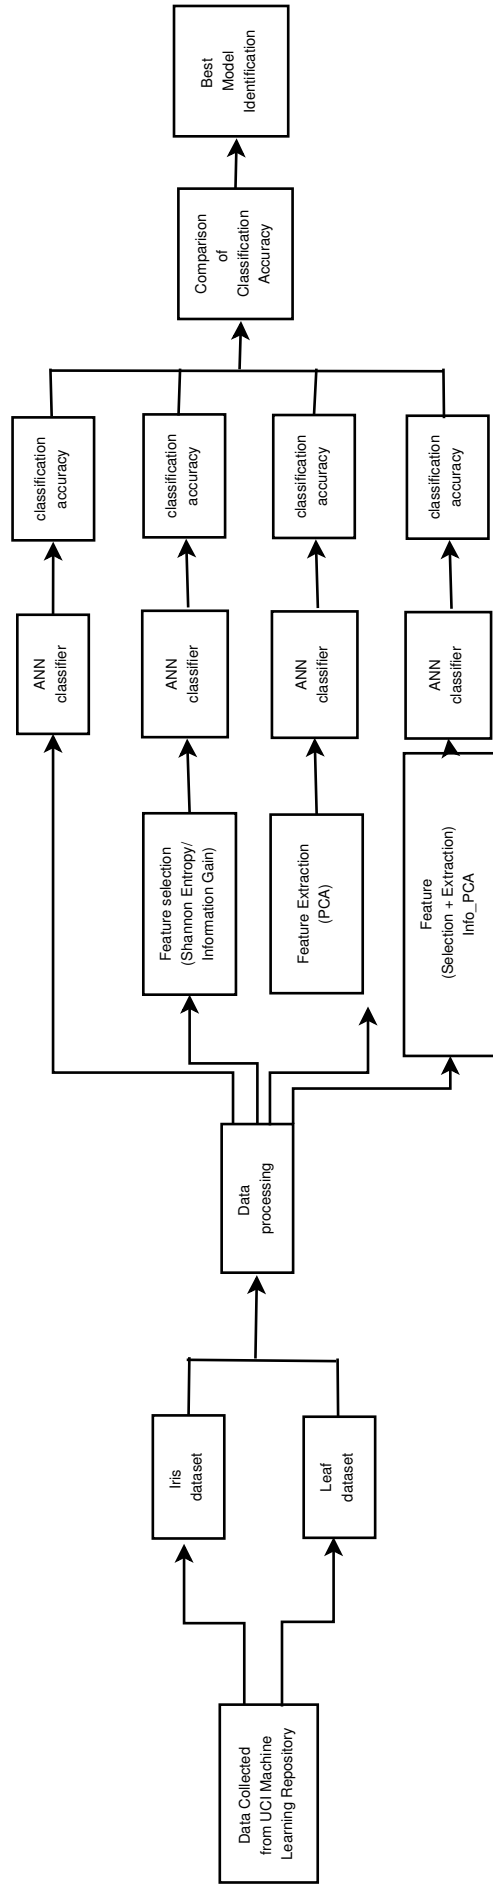 Data Collected
from UCI Machine
Learning Repository
Iris
dataset
Leaf
dataset
Data
processing
ANN
classifier
classification
accuracy
Feature selection
(Shannon Entropy/
Information Gain)
ANN
classifier
classification
accuracy
Feature Extraction
(PCA)
ANN
classifier
classification
accuracy
Feature
(Selection + Extraction)
Info_PCA
ANN
classifier
classification
accuracy
Comparison
of
Classification
Accuracy
Best
Model
Identification